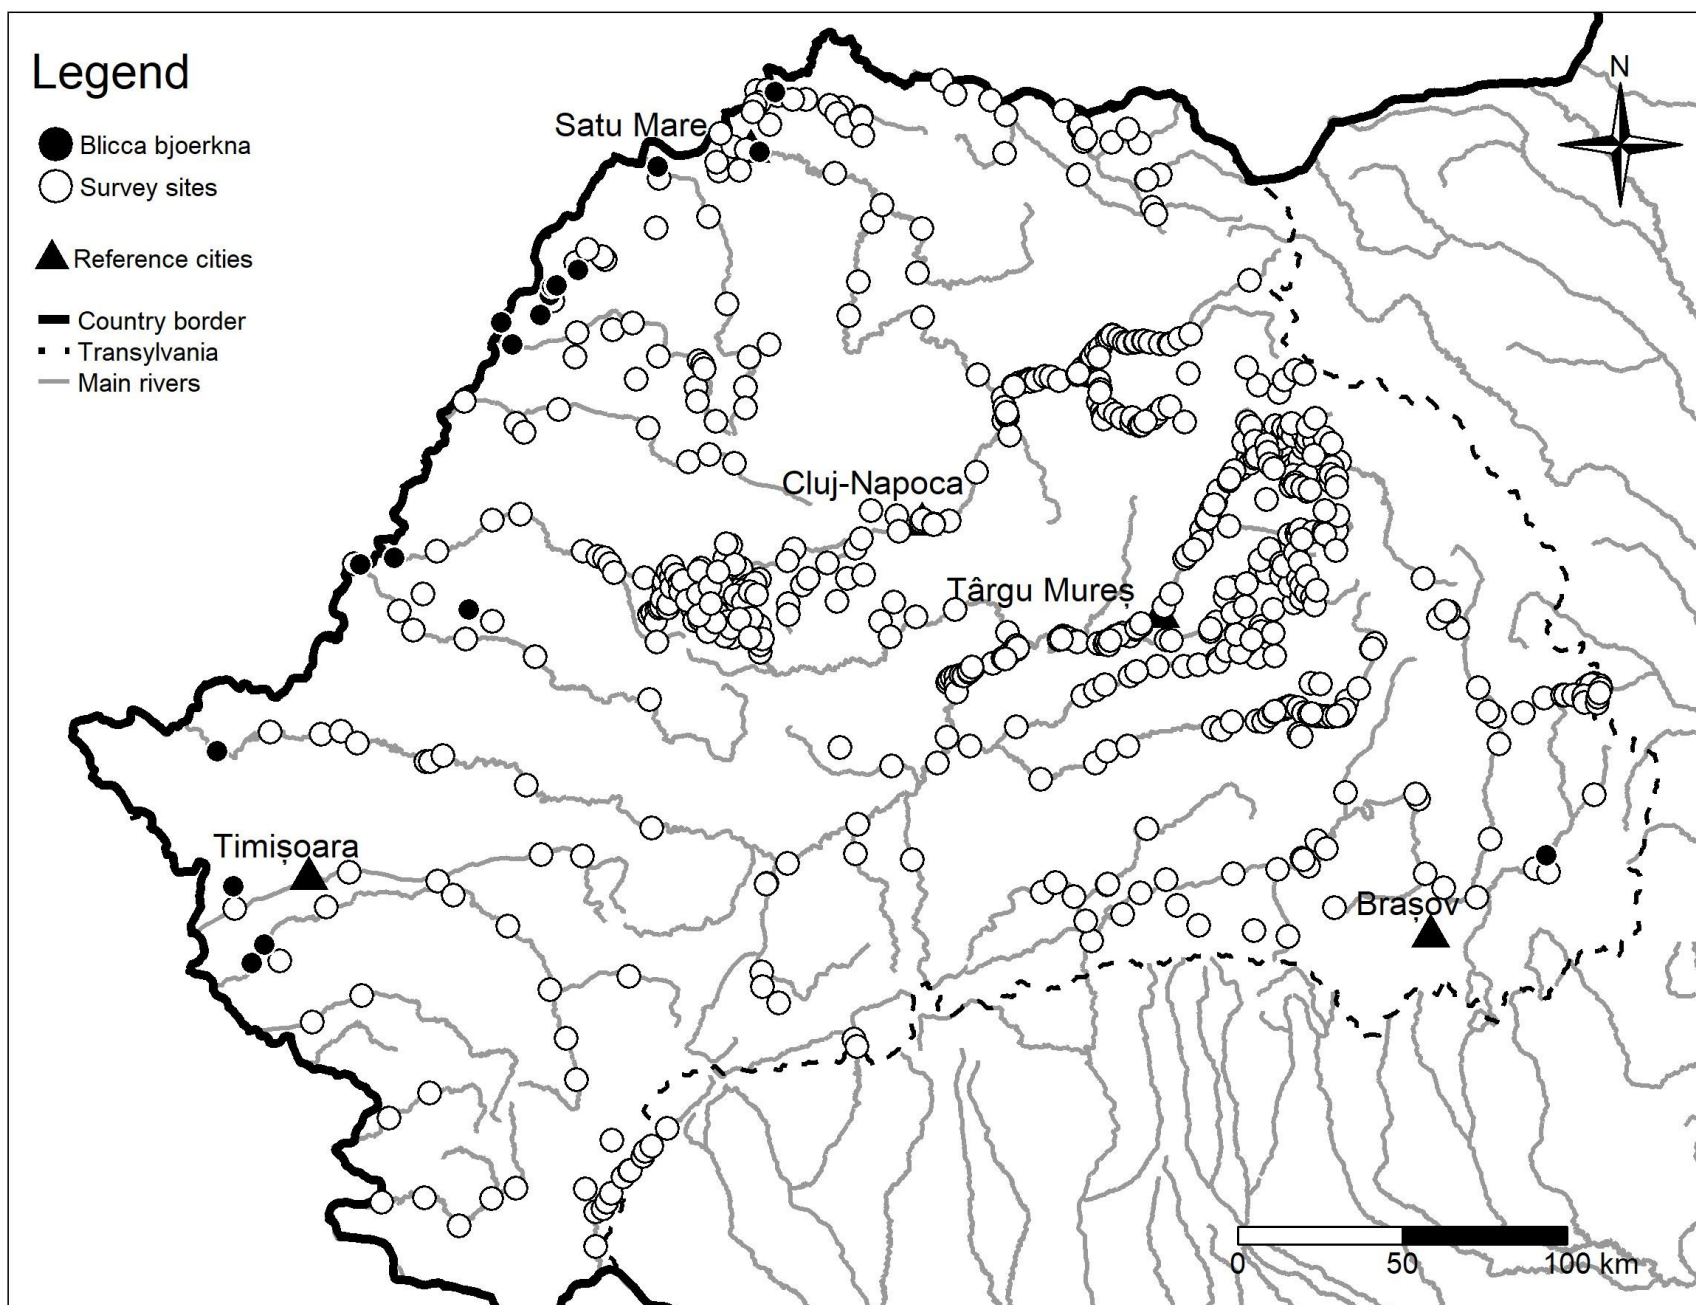 Legend
Blicca bjoerkna
Survey sites
Reference cities
Country border
Transylvania
Main rivers
N
Satu Mare
Cluj-Napoca
Târgu Mureș
Timișoara
Brașov
0 50 100 km